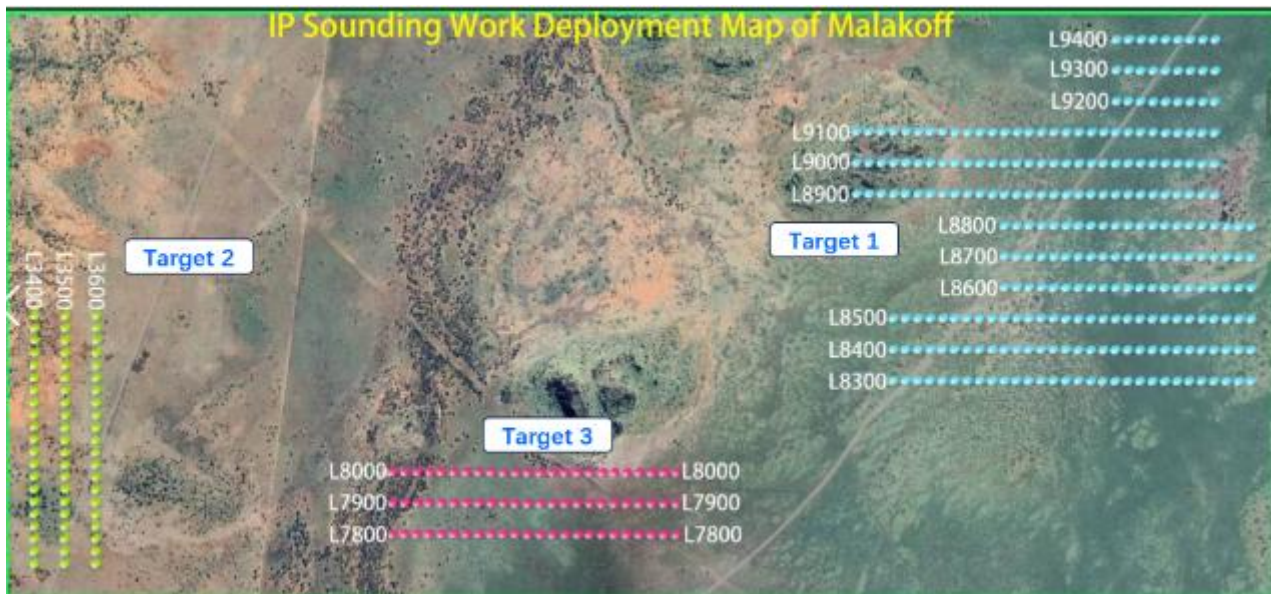 IP Sounding Work Deployment Map of Malakoff
L9400
L9300
L9200
L9100
L9000
L8900
L8800
L8700
L8600
L8500
L8400
L8300
Target 1
Target 2
L3400
L3500
L3600
Target 3
L8000 L8000
L7900 L7900
L7800 L7800